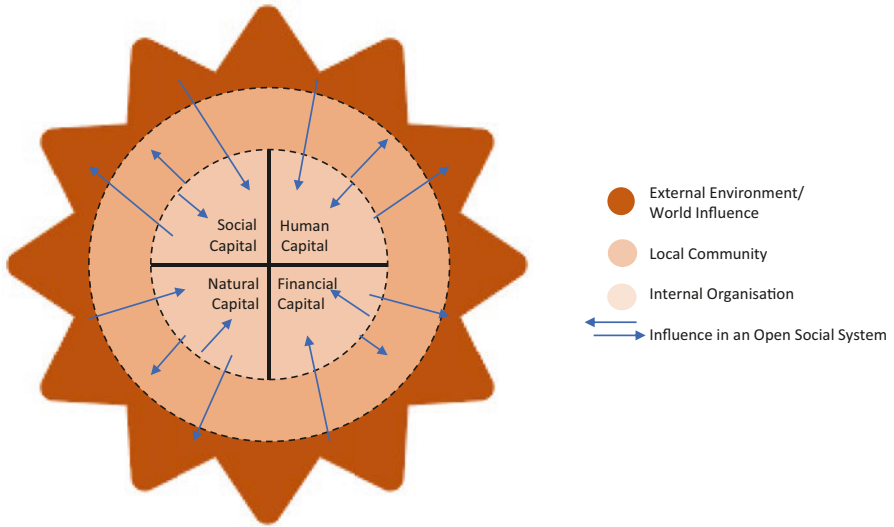 Social
Capital
Human
Capital
Natural
Capital
Financial
Capital
External Environment/
World Influence
Local Community
Internal Organisation
Influence in an Open Social System